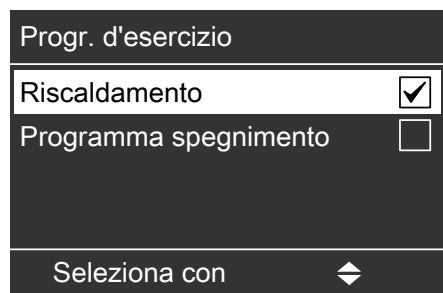 Progr. d'esercizio
Riscaldamento
Programma spegnimento
Seleziona con